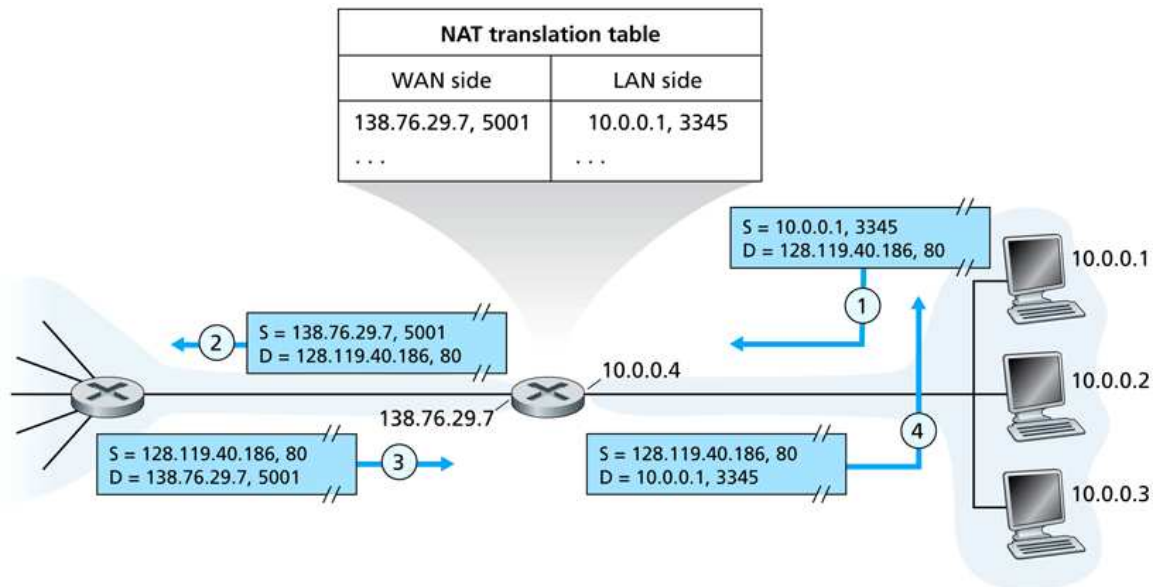 NAT translation table
WAN side LAN side
138.76.29.7, 5001 10.0.0.1, 3345
. . . . . .
S = 10.0.0.1, 3345
D = 128.119.40.186, 80
10.0.0.1
1
2
S = 138.76.29.7, 5001
D = 128.119.40.186, 80
10.0.0.4
10.0.0.2
138.76.29.7
4
S = 128.119.40.186, 80
D = 138.76.29.7, 5001
3
S = 128.119.40.186, 80
D = 10.0.0.1, 3345
10.0.0.3